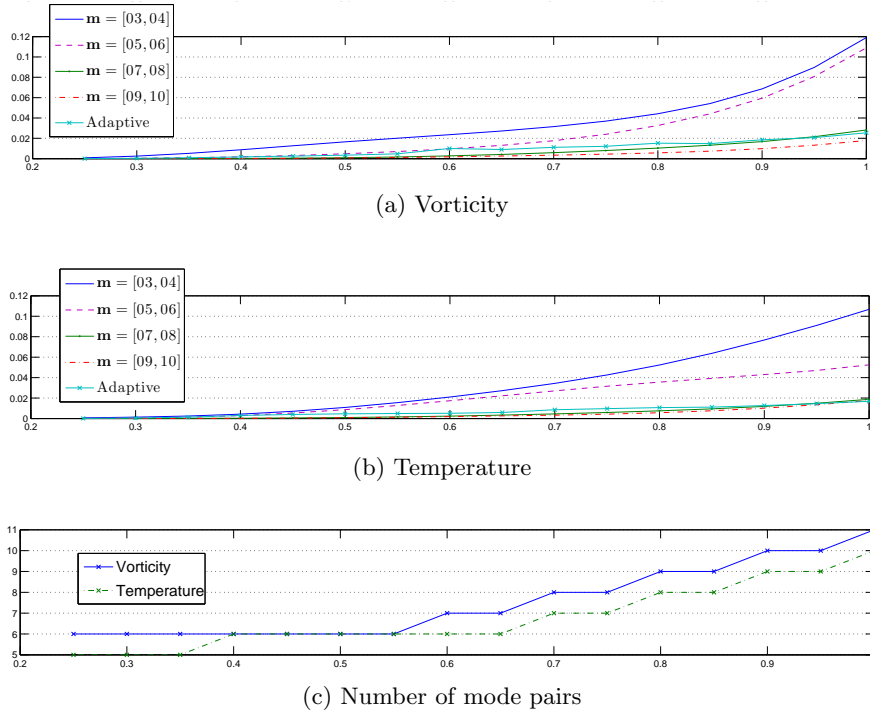 m = [03, 04]
m = [05, 06]
m = [07, 08]
m = [09, 10]
Adaptive
0.12
0.1
0.08
0.06
0.04
0.02
0
0.2 0.3 0.4 0.5 0.6 0.7 0.8 0.9 1
(a) Vorticity
m = [03, 04]
m = [05, 06]
m = [07, 08]
m = [09, 10]
Adaptive
0.12
0.1
0.08
0.06
0.04
0.02
0
0.2 0.3 0.4 0.5 0.6 0.7 0.8 0.9 1
(b) Temperature
Vorticity
Temperature
11
10
9
8
7
6
5
0.2 0.3 0.4 0.5 0.6 0.7 0.8 0.9
(c) Number of mode pairs